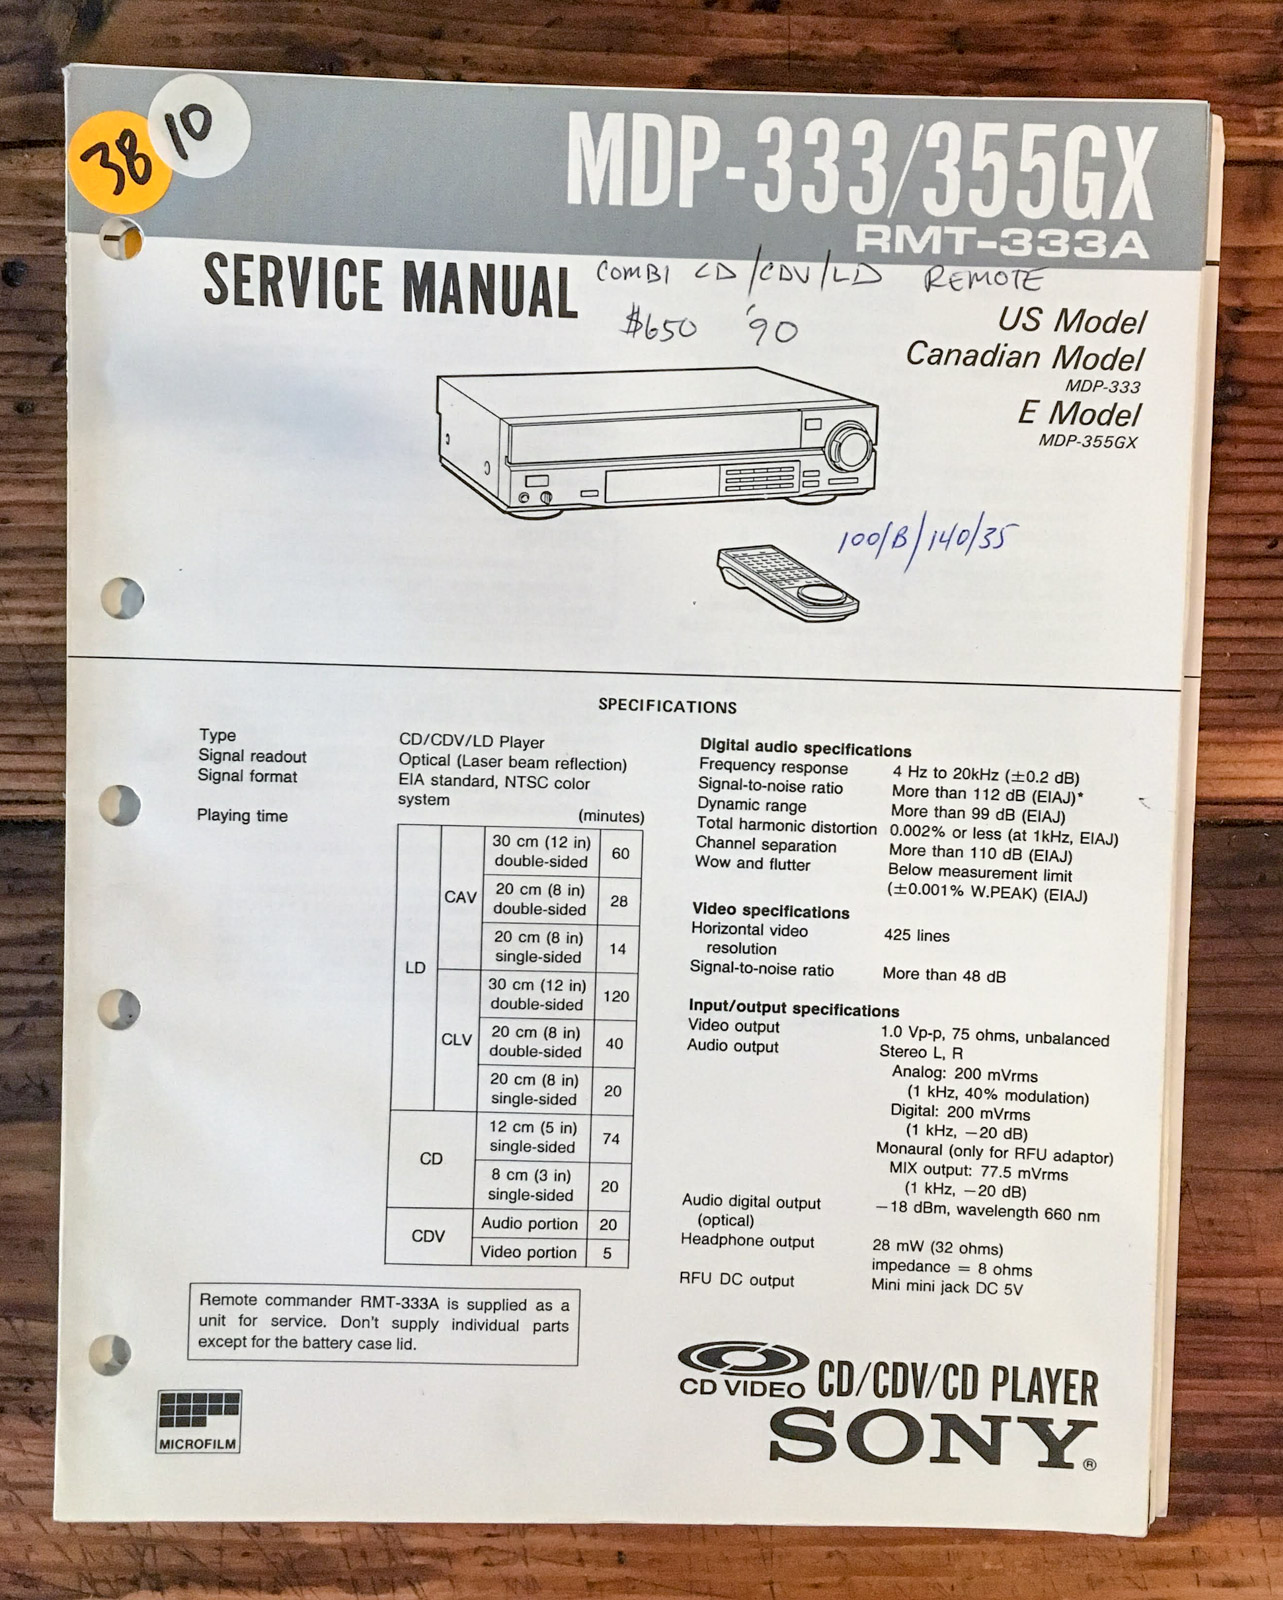 38
10
MDP-333/355GX
RMT-333A
SERVICE MANUAL
COMBI CD/CDV/LD REMOTE
$650 '90
US Model
Canadian Model
MDP-333
E Model
MDP-355GX
100/B/140/35
SPECIFICATIONS
Type CD/CDV/LD Player
Signal readout Optical (Laser beam reflection)
Signal format EIA standard, NTSC color
system
Playing time (minutes)
LD
CAV
30 cm (12 in)
double-sided 60
20 cm (8 in)
double-sided 28
20 cm (8 in)
single-sided 14
CLV
30 cm (12 in)
double-sided 120
20 cm (8 in)
double-sided 40
20 cm (8 in)
single-sided 20
CD
12 cm (5 in)
single-sided 74
8 cm (3 in)
single-sided 20
CDV
Audio portion 20
Video portion 5
Remote commander RMT-333A is supplied as a
unit for service. Don't supply individual parts
except for the battery case lid.
MICROFILM
Digital audio specifications
Frequency response 4 Hz to 20kHz (±0.2 dB)
Signal-to-noise ratio More than 112 dB (EIAJ)*
Dynamic range More than 99 dB (EIAJ)
Total harmonic distortion 0.002% or less (at 1kHz, EIAJ)
Channel separation More than 110 dB (EIAJ)
Wow and flutter Below measurement limit
(±0.001% W.PEAK) (EIAJ)
Video specifications
Horizontal video
resolution 425 lines
Signal-to-noise ratio More than 48 dB
Input/output specifications
Video output 1.0 Vp-p, 75 ohms, unbalanced
Audio output Stereo L, R
Analog: 200 mVrms
(1 kHz, 40% modulation)
Digital: 200 mVrms
(1 kHz, −20 dB)
Monaural (only for RFU adaptor)
MIX output: 77.5 mVrms
(1 kHz, −20 dB)
Audio digital output −18 dBm, wavelength 660 nm
(optical)
Headphone output 28 mW (32 ohms)
impedance = 8 ohms
RFU DC output Mini mini jack DC 5V
CD VIDEO CD/CDV/CD PLAYER
SONY®